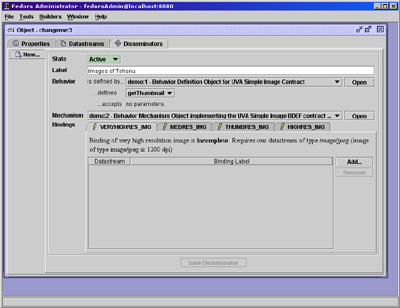 Fedora Administrator - fedoraAdmin@localhost:8080
File Tools Builders Window Help
Object - changeme:3
Properties Datastreams Disseminators
New...
State Active
Label Images of Tehanu
Behavior is defined by... demo:1 - Behavior Definition Object for UVA Simple Image Contract Open
...defines getThumbnail
...accepts no parameters.
Mechanism demo:2 - Behavior Mechanism Object implementing the UVA Simple Image BDEF contract ... Open
Bindings VERYHIGHRES_IMG MEDRES_IMG THUMBRES_IMG HIGHRES_IMG
Binding of very high resolution image is incomplete. Requires one datastream of type image/jpeg (image
of type image/jpeg at 1200 dpi)
Datastream Binding Label Add...
Remove
Save Disseminator